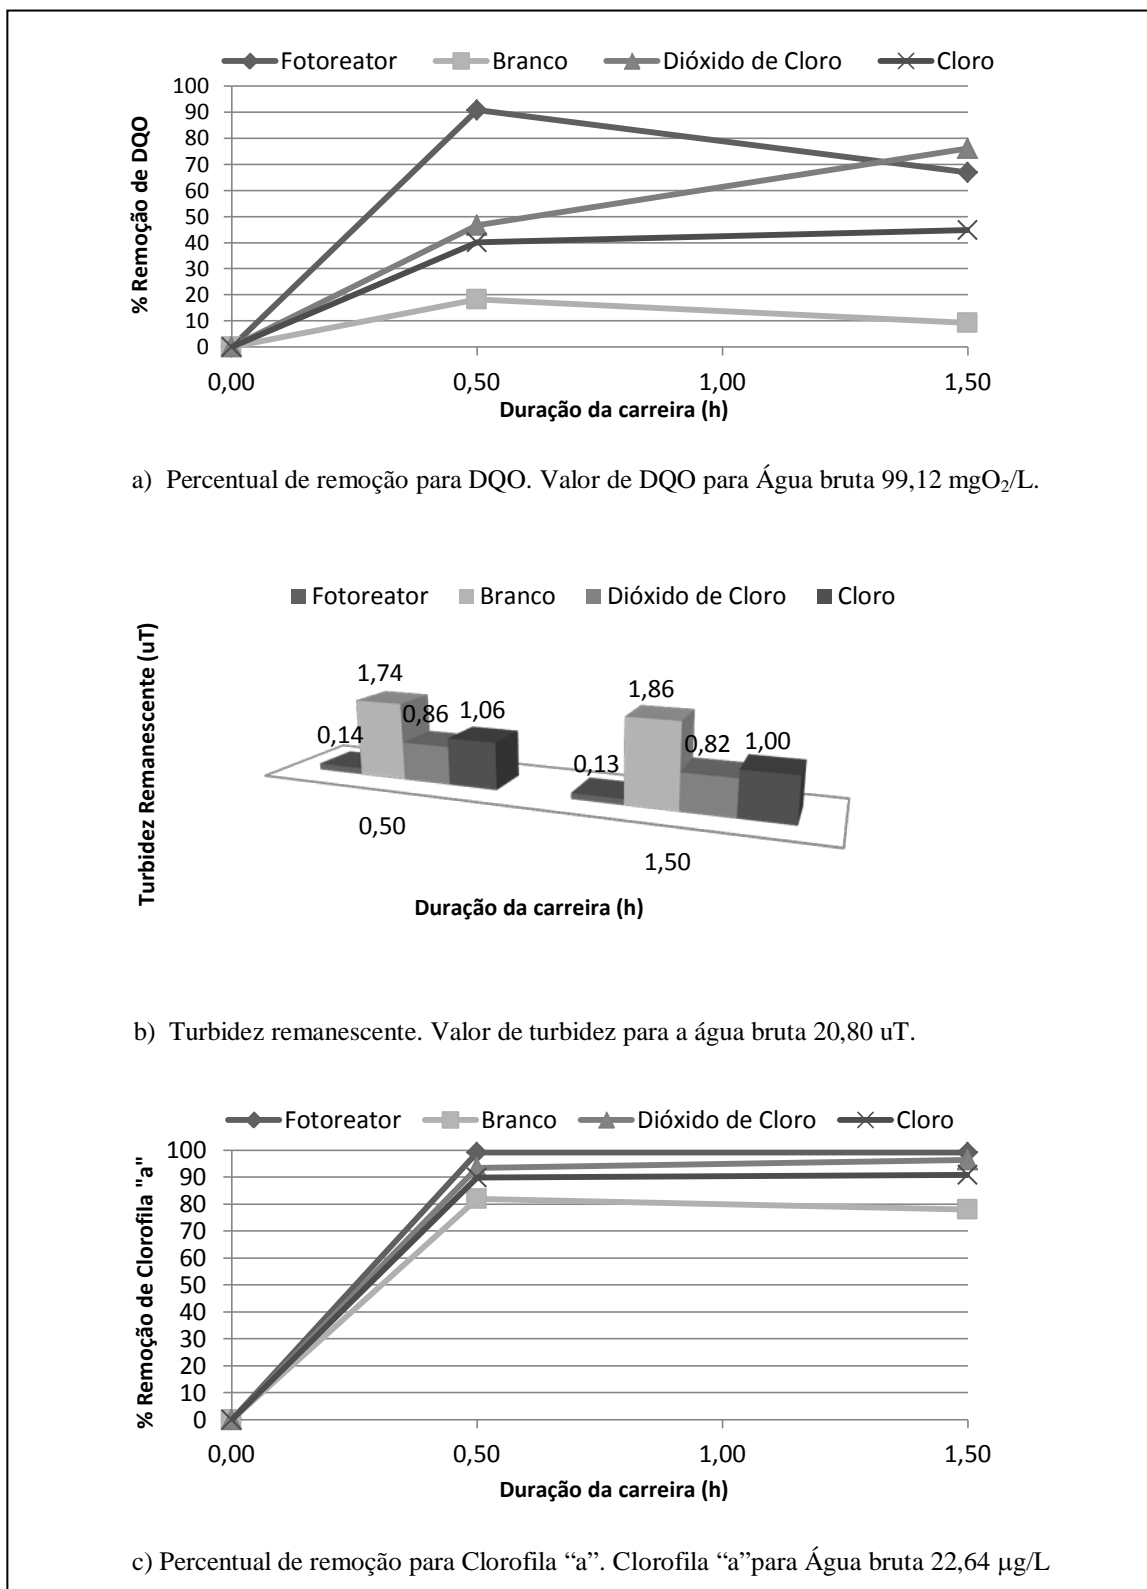 Fotoreator Branco Dióxido de Cloro Cloro
% Remoção de DQO
100
90
80
70
60
50
40
30
20
10
0
0,00 0,50 1,00 1,50
Duração da carreira (h)
a) Percentual de remoção para DQO. Valor de DQO para Água bruta 99,12 mgO₂/L.
Fotoreator Branco Dióxido de Cloro Cloro
Turbidez Remanescente (uT)
0,14 1,74 0,86 1,06 0,13 1,86 0,82 1,00
0,50 1,50
Duração da carreira (h)
b) Turbidez remanescente. Valor de turbidez para a água bruta 20,80 uT.
Fotoreator Branco Dióxido de Cloro Cloro
% Remoção de Clorofila "a"
100
90
80
70
60
50
40
30
20
10
0
0,00 0,50 1,00 1,50
Duração da carreira (h)
c) Percentual de remoção para Clorofila “a”. Clorofila “a”para Água bruta 22,64 µg/L